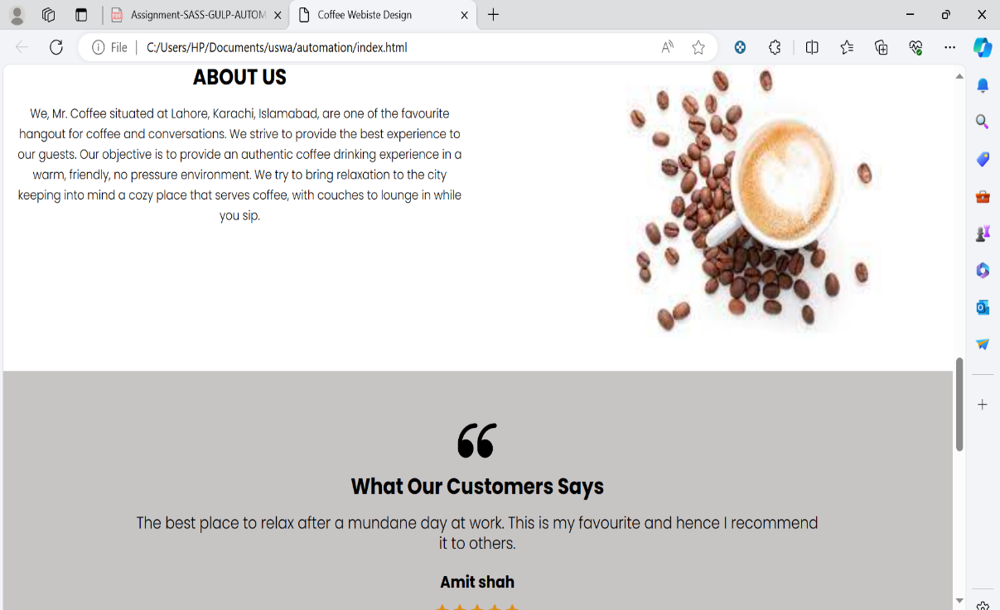 Assignment-SASS-GULP-AUTOM
Coffee Webiste Design
File
C:/Users/HP/Documents/uswa/automation/index.html
ABOUT US
We, Mr. Coffee situated at Lahore, Karachi, Islamabad, are one of the favourite
hangout for coffee and conversations. We strive to provide the best experience to
our guests. Our objective is to provide an authentic coffee drinking experience in a
warm, friendly, no pressure environment. We try to bring relaxation to the city
keeping into mind a cozy place that serves coffee, with couches to lounge in while
you sip.
What Our Customers Says
The best place to relax after a mundane day at work. This is my favourite and hence I recommend
it to others.
Amit shah